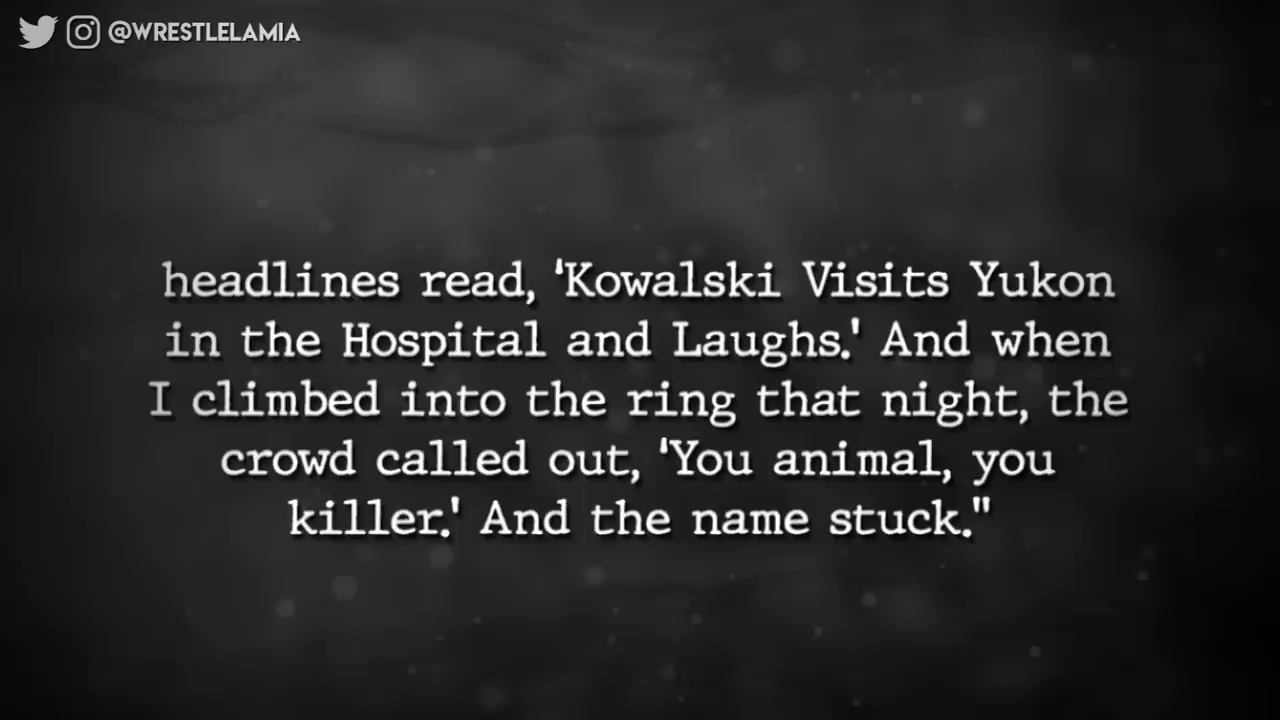 @WRESTLELAMIA
headlines read, 'Kowalski Visits Yukon
in the Hospital and Laughs.' And when
I climbed into the ring that night, the
crowd called out, 'You animal, you
killer.' And the name stuck."